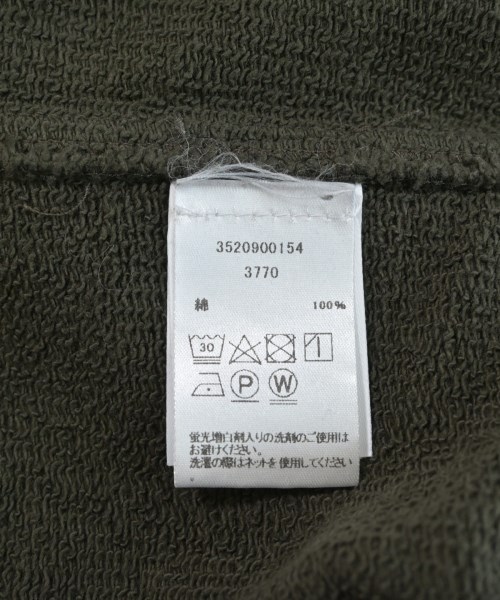 3520900154
3770
綿 100%
30
P W
蛍光増白剤入りの洗剤のご使用は
お避けください。
洗濯の際はネットを使用してください